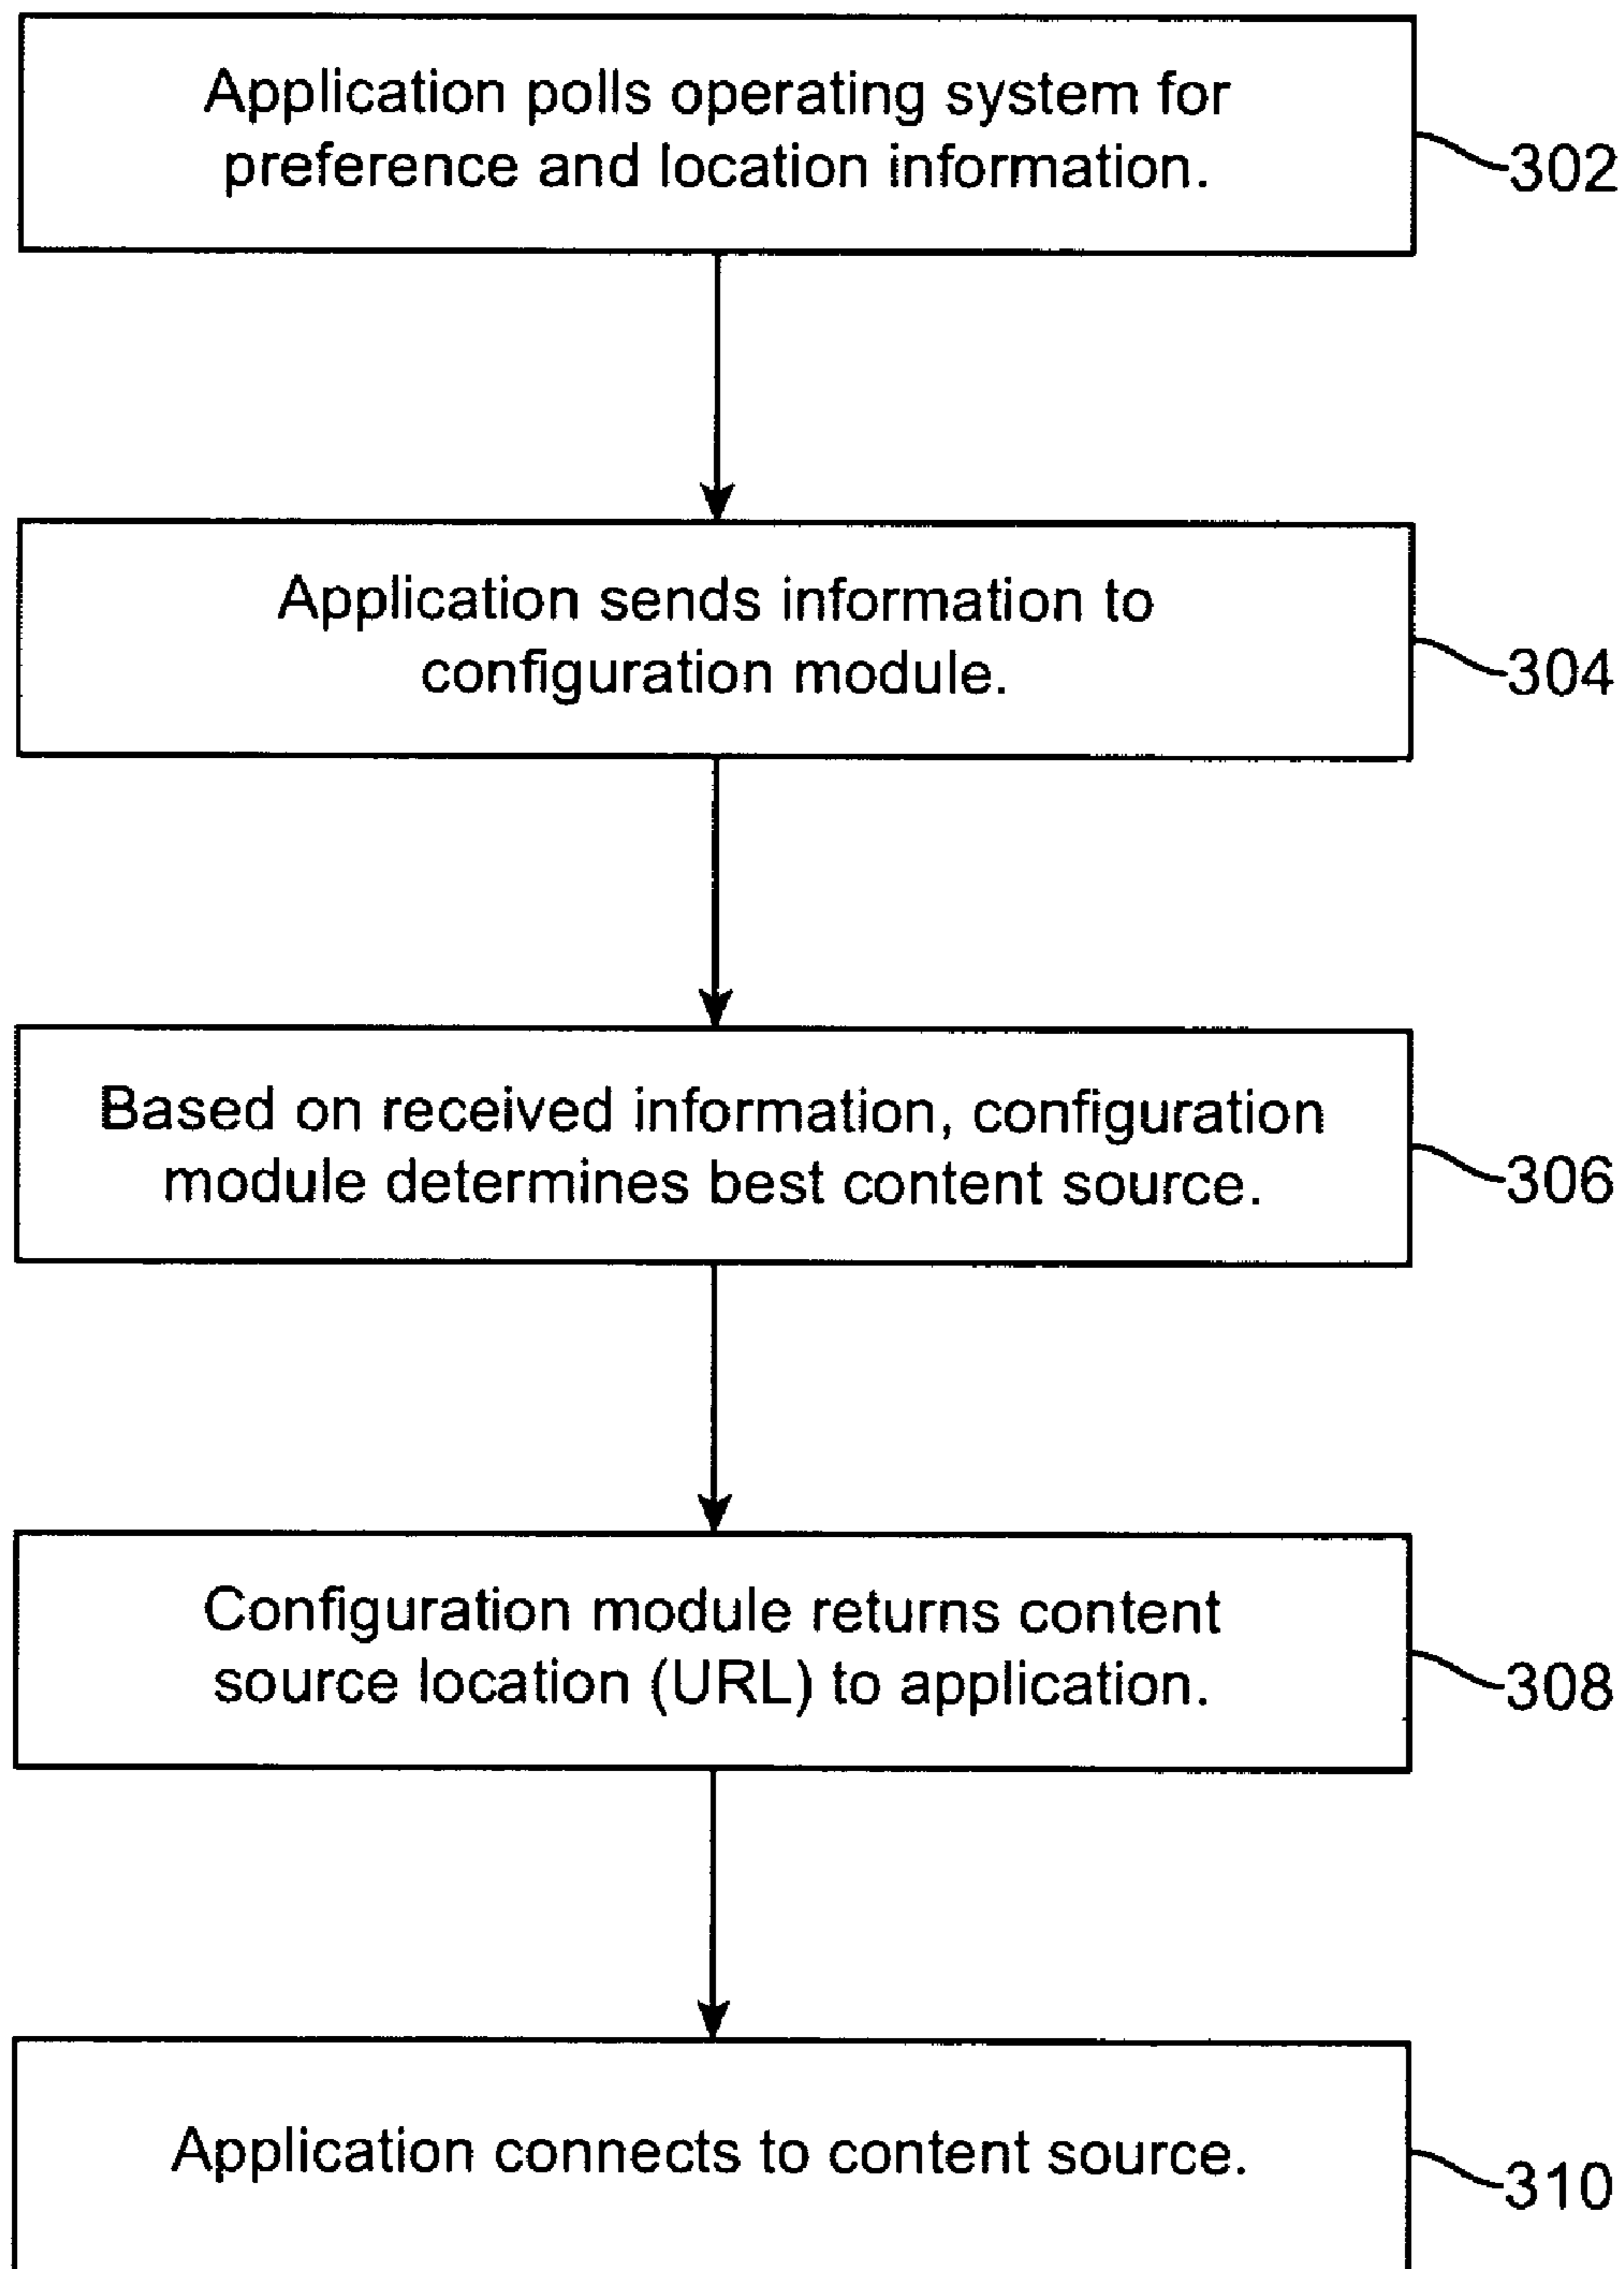 Application polls operating system for
preference and location information.
302
Application sends information to
configuration module.
304
Based on received information, configuration
module determines best content source.
306
Configuration module returns content
source location (URL) to application.
308
Application connects to content source.
310